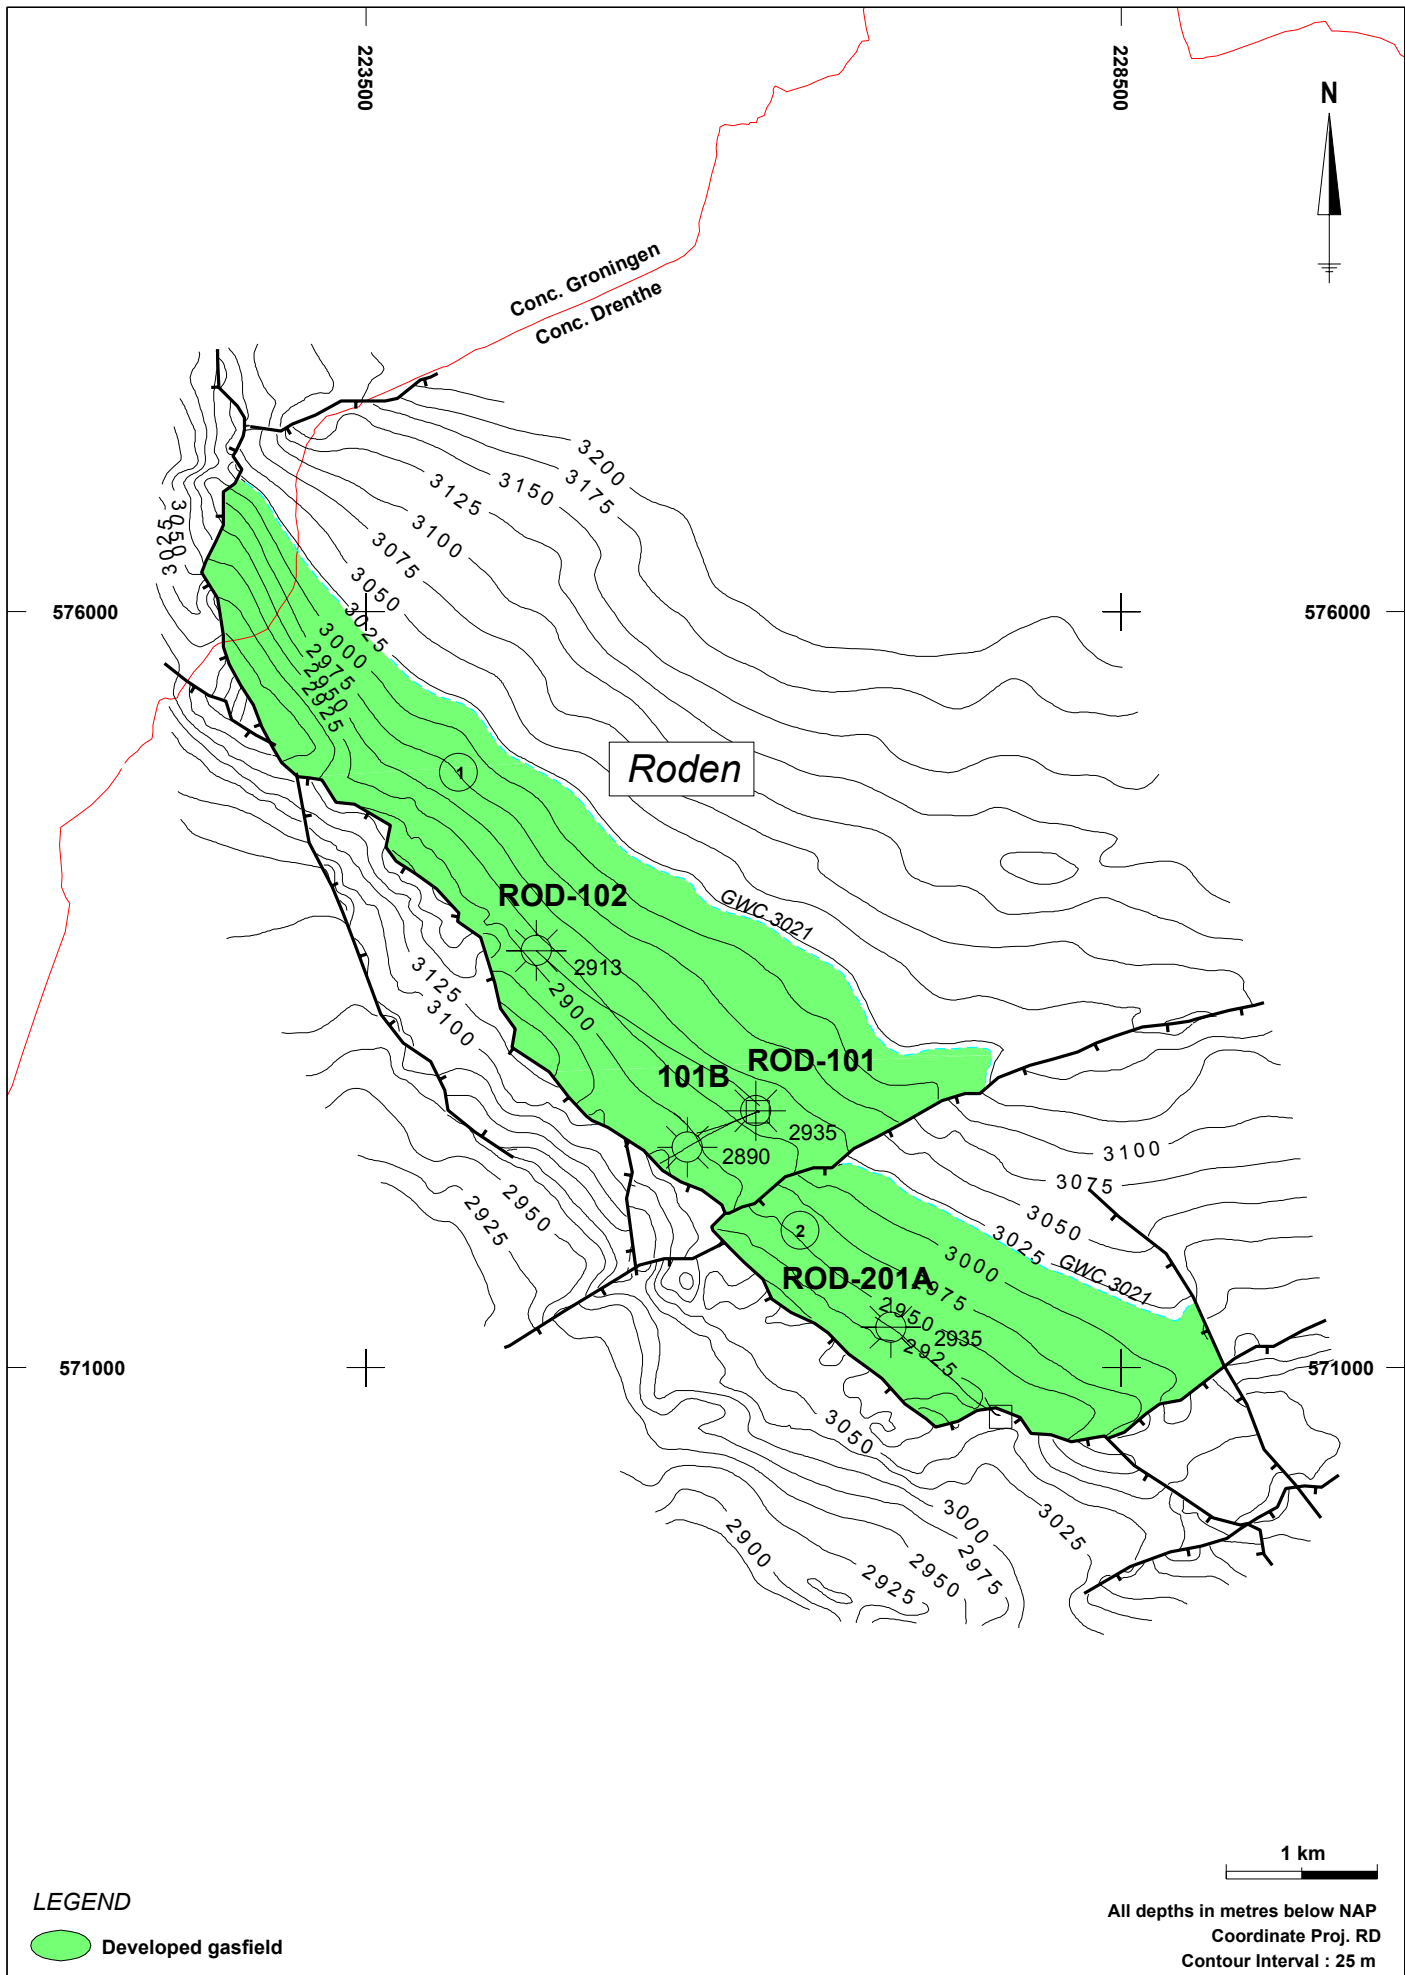 223500
228500
N
Conc. Groningen
Conc. Drenthe
3200
3175
3150
3125
3100
3075
3050
3025
3050
3025
576000
576000
3000
2975
2950
2925
1
Roden
ROD-102
GWC 3021
2913
3125
2900
3100
ROD-101
101B
2935
2890
3100
3075
2950
2925
3050
2
3025
GWC 3021
3000
ROD-201A
2975
2950
2935
2925
571000
571000
3050
3000
3025
2900
2975
2950
2925
1 km
LEGEND
Developed gasfield
All depths in metres below NAP
Coordinate Proj. RD
Contour Interval : 25 m